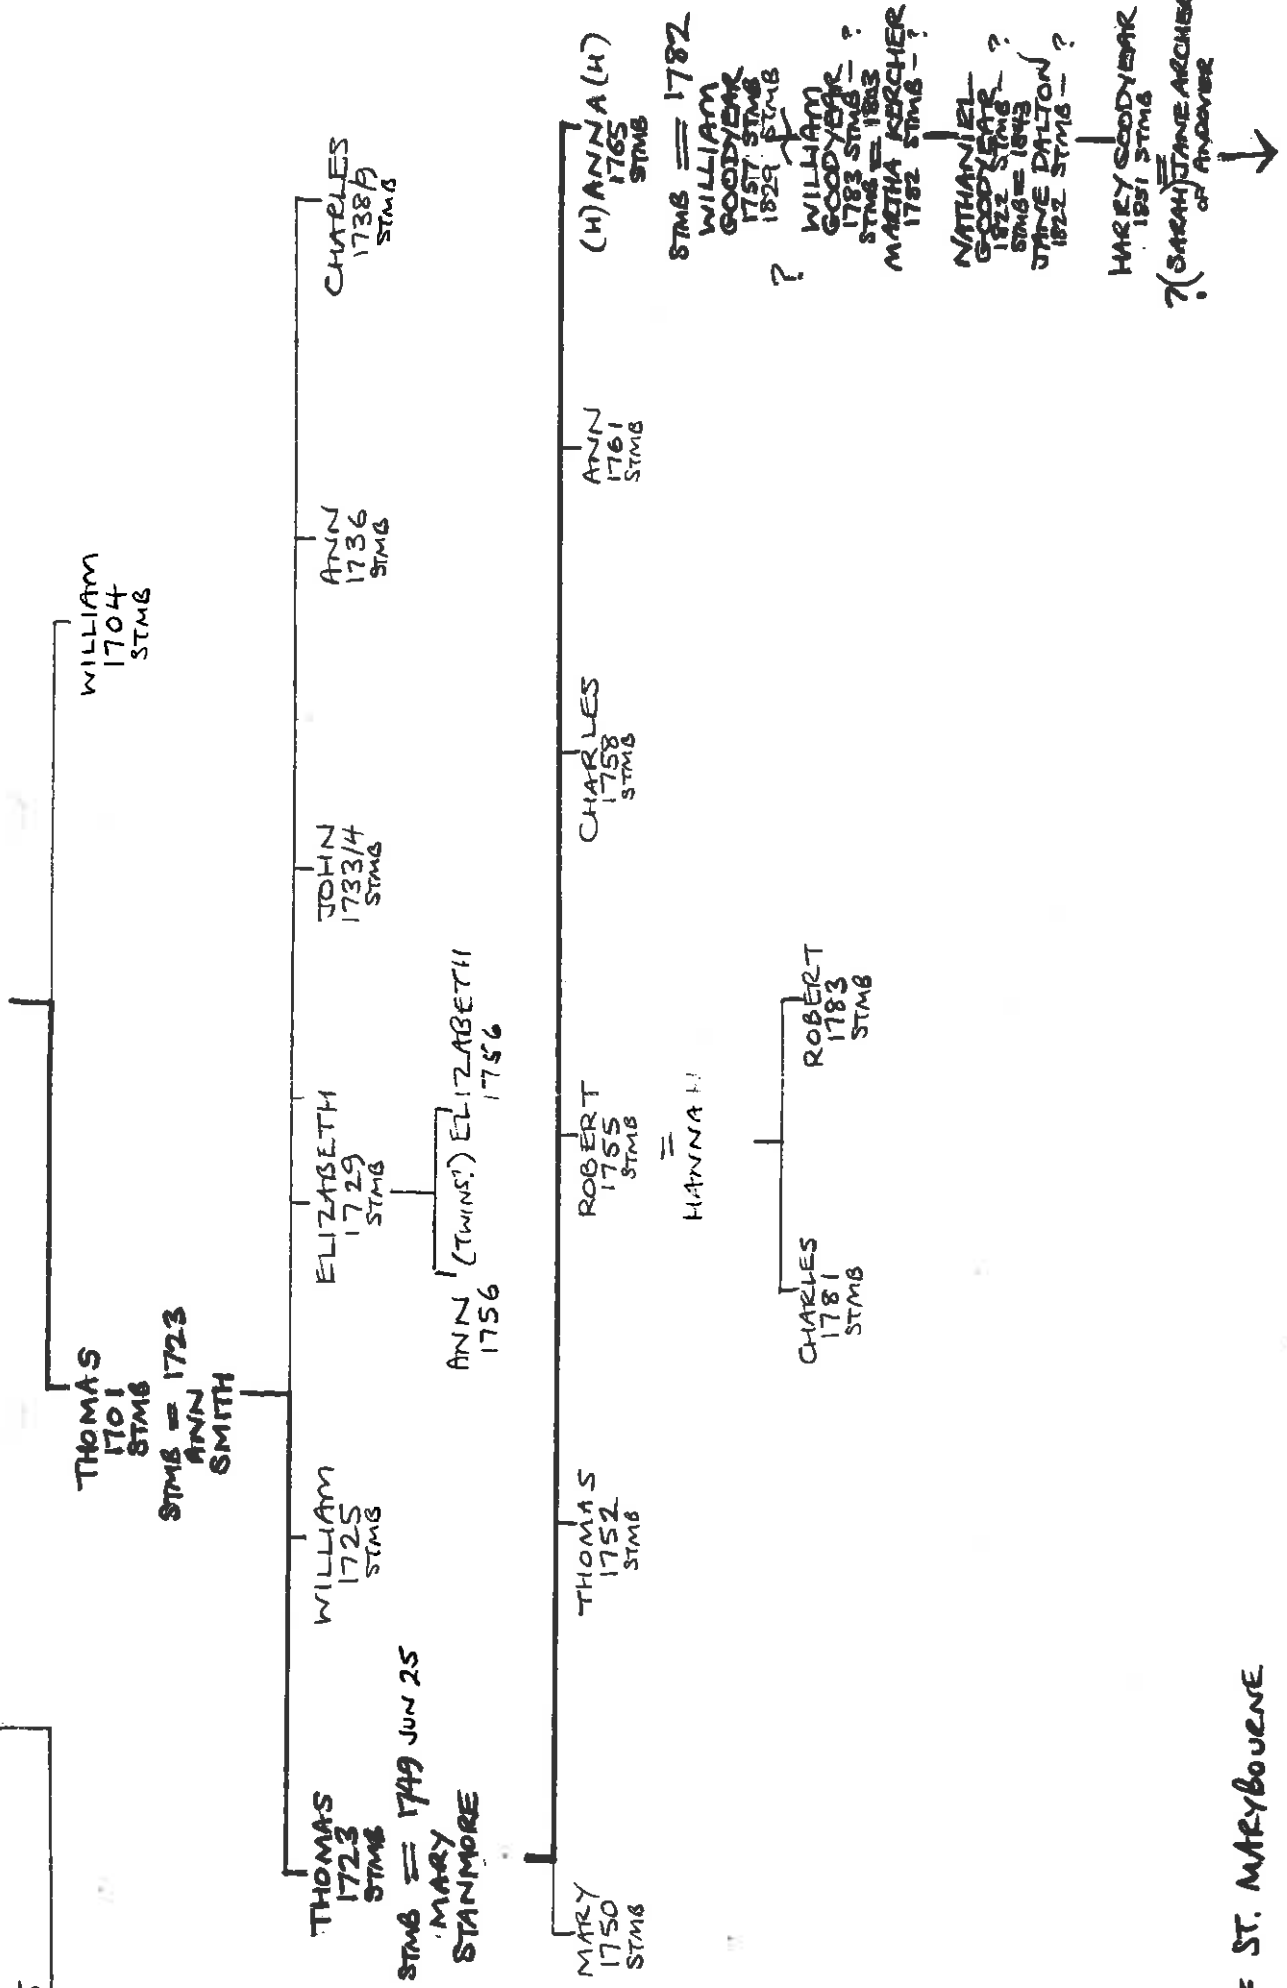 WILLIAM
1704
STMB
THOMAS
1701
STMB
STMB = 1723
ANN
SMITH
THOMAS
1723
STMB
STMB = 1749 JUN 25
MARY
STANMORE
WILLIAM
1725
STMB
ELIZABETH
1729
STMB
ANN (TWINS?) ELIZABETH
1756 1756
JOHN
1733/4
STMB
ANN
1736
STMB
CHARLES
1738/9
STMB
MARY
1750
STMB
THOMAS
1752
STMB
ROBERT
1755
STMB
=
HANNAH
CHARLES
1781
STMB
ROBERT
1783
STMB
CHARLES
1758
STMB
ANN
1761
STMB
(H)ANNA(H)
1765
STMB
STMB = 1782
WILLIAM
GOODYEAR
1757 STMB
1829 STMB
?
WILLIAM
GOODYEAR
1783 STMB - ?
STMB = 1803
MARTHA KERCHER
1782 STMB - ?
NATHANIEL
GOODYEAR ?
1822 STMB
STMB = 1843
JANE DALTON
1822 STMB - ?
HARRY GOODYEAR
1851 STMB
=
?(SARAH) JANE ARCHER
OF ANDOVER
= ST. MARYBOURNE